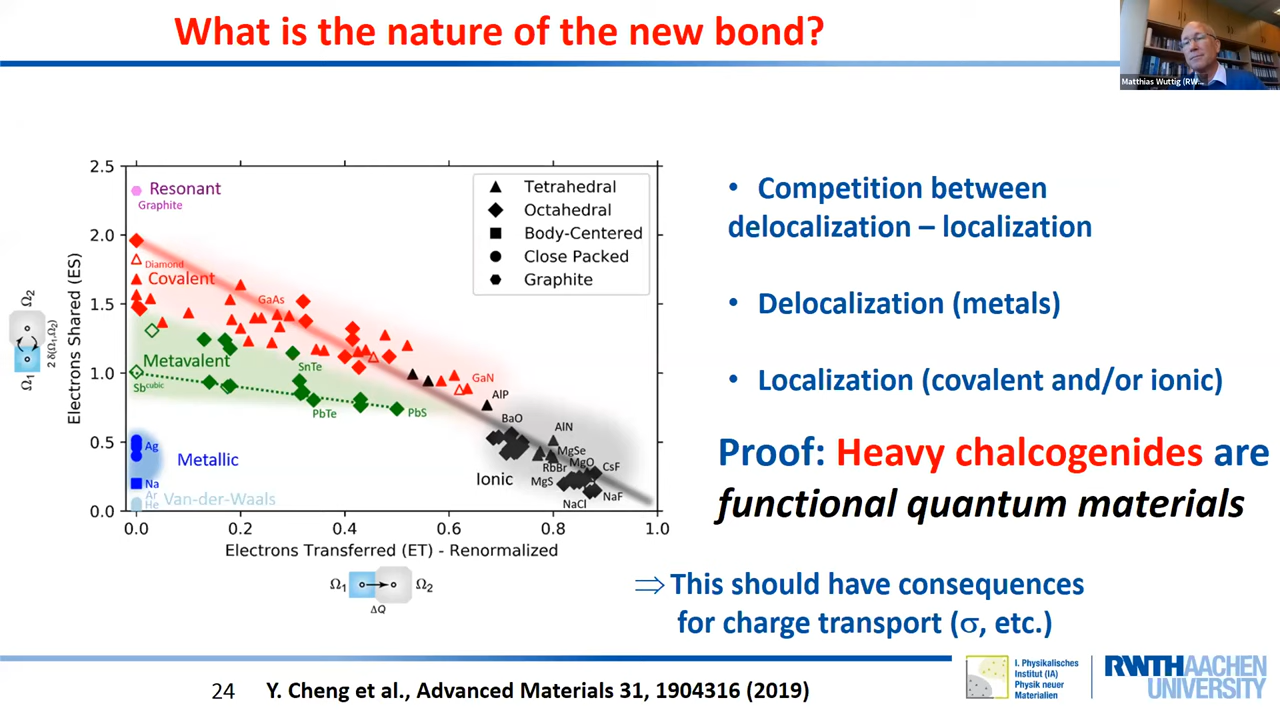 What is the nature of the new bond?
Matthias Wuttig (RW...
2.5
2.0
1.5
1.0
0.5
0.0
0.0 0.2 0.4 0.6 0.8 1.0
Electrons Shared (ES)
Electrons Transferred (ET) - Renormalized
Ω₂
Ω₁
2 δ(Ω₁,Ω₂)
Ω₁ Ω₂
ΔQ
Tetrahedral
Octahedral
Body-Centered
Close Packed
Graphite
Resonant
Graphite
Diamond
Covalent
GaAs
Metavalent
SnTe
Sb^cubic
PbTe
PbS
GaN
AlP
BaO
AlN
MgSe
RbBr
MgO
CsF
MgS
NaCl
NaF
Ionic
Ag
Metallic
Na
Ar
He
Van-der-Waals
• Competition between
delocalization – localization
• Delocalization (metals)
• Localization (covalent and/or ionic)
Proof: Heavy chalcogenides are
functional quantum materials
⇒ This should have consequences
for charge transport (σ, etc.)
24 Y. Cheng et al., Advanced Materials 31, 1904316 (2019)
I. Physikalisches
Institut (IA)
Physik neuer
Materialien
RWTHAACHEN
UNIVERSITY